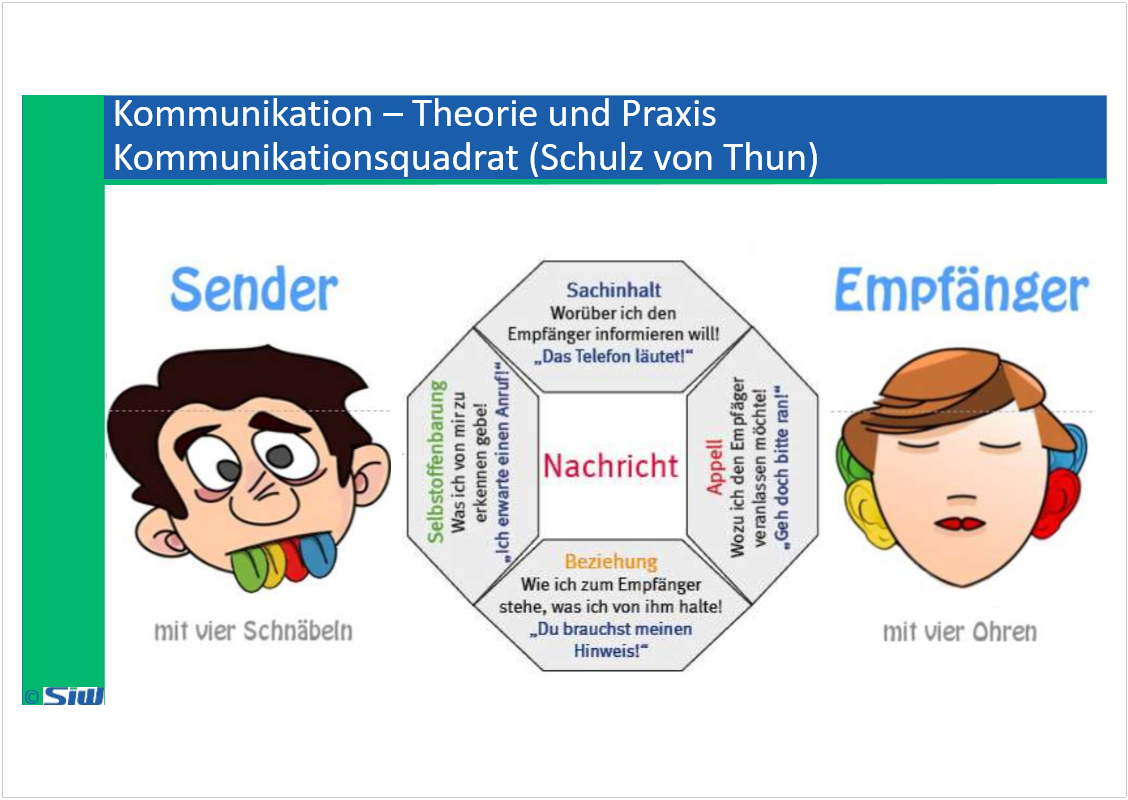 Kommunikation – Theorie und Praxis
Kommunikationsquadrat (Schulz von Thun)
Sender
mit vier Schnäbeln
Sachinhalt
Worüber ich den
Empfänger informieren will!
„Das Telefon läutet!“
Selbstoffenbarung
Was ich von mir zu
erkennen gebe!
„Ich erwarte einen Anruf!“
Nachricht
Appell
Wozu ich den Empfäger
veranlassen möchte!
„Geh doch bitte ran!“
Beziehung
Wie ich zum Empfänger
stehe, was ich von ihm halte!
„Du brauchst meinen
Hinweis!“
Empfänger
mit vier Ohren
© SiW